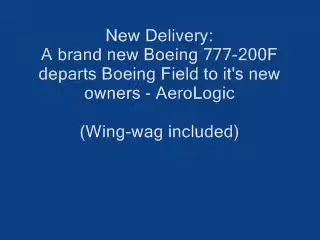 New Delivery:
A brand new Boeing 777-200F
departs Boeing Field to it's new
owners - AeroLogic
(Wing-wag included)